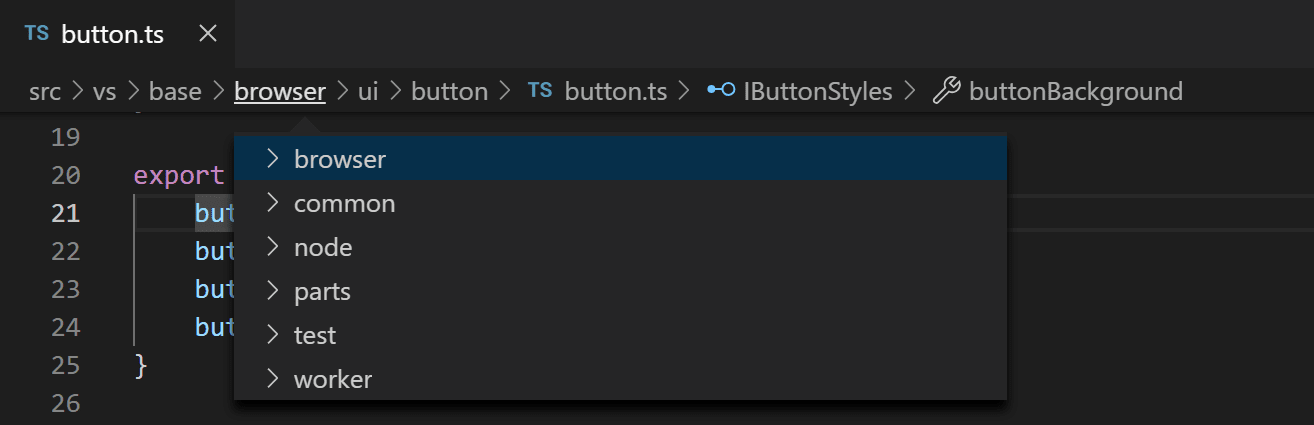 TS button.ts
src > vs > base > browser > ui > button > TS button.ts > IButtonStyles > buttonBackground
19
browser
20 export
common
21 but
node
22 but
parts
23 but
test
24 but
worker
25 }
26